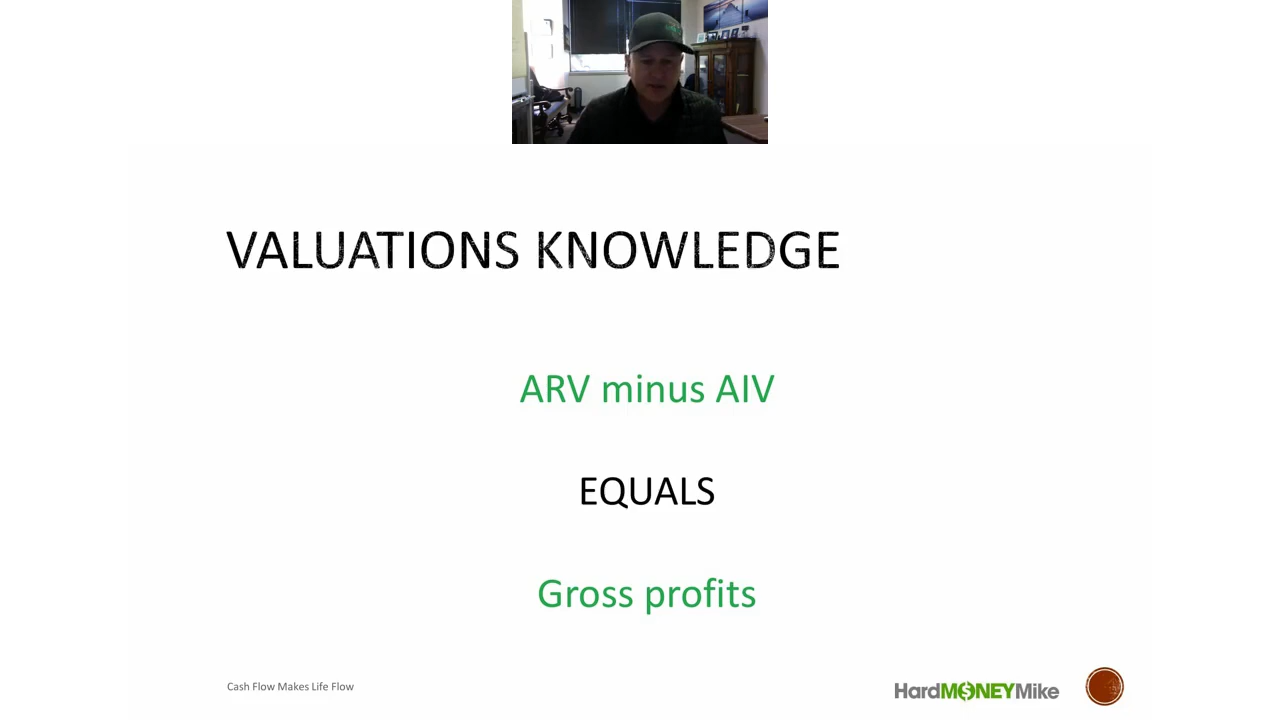 VALUATIONS KNOWLEDGE
ARV minus AIV
EQUALS
Gross profits
Cash Flow Makes Life Flow
HardMONEYMike